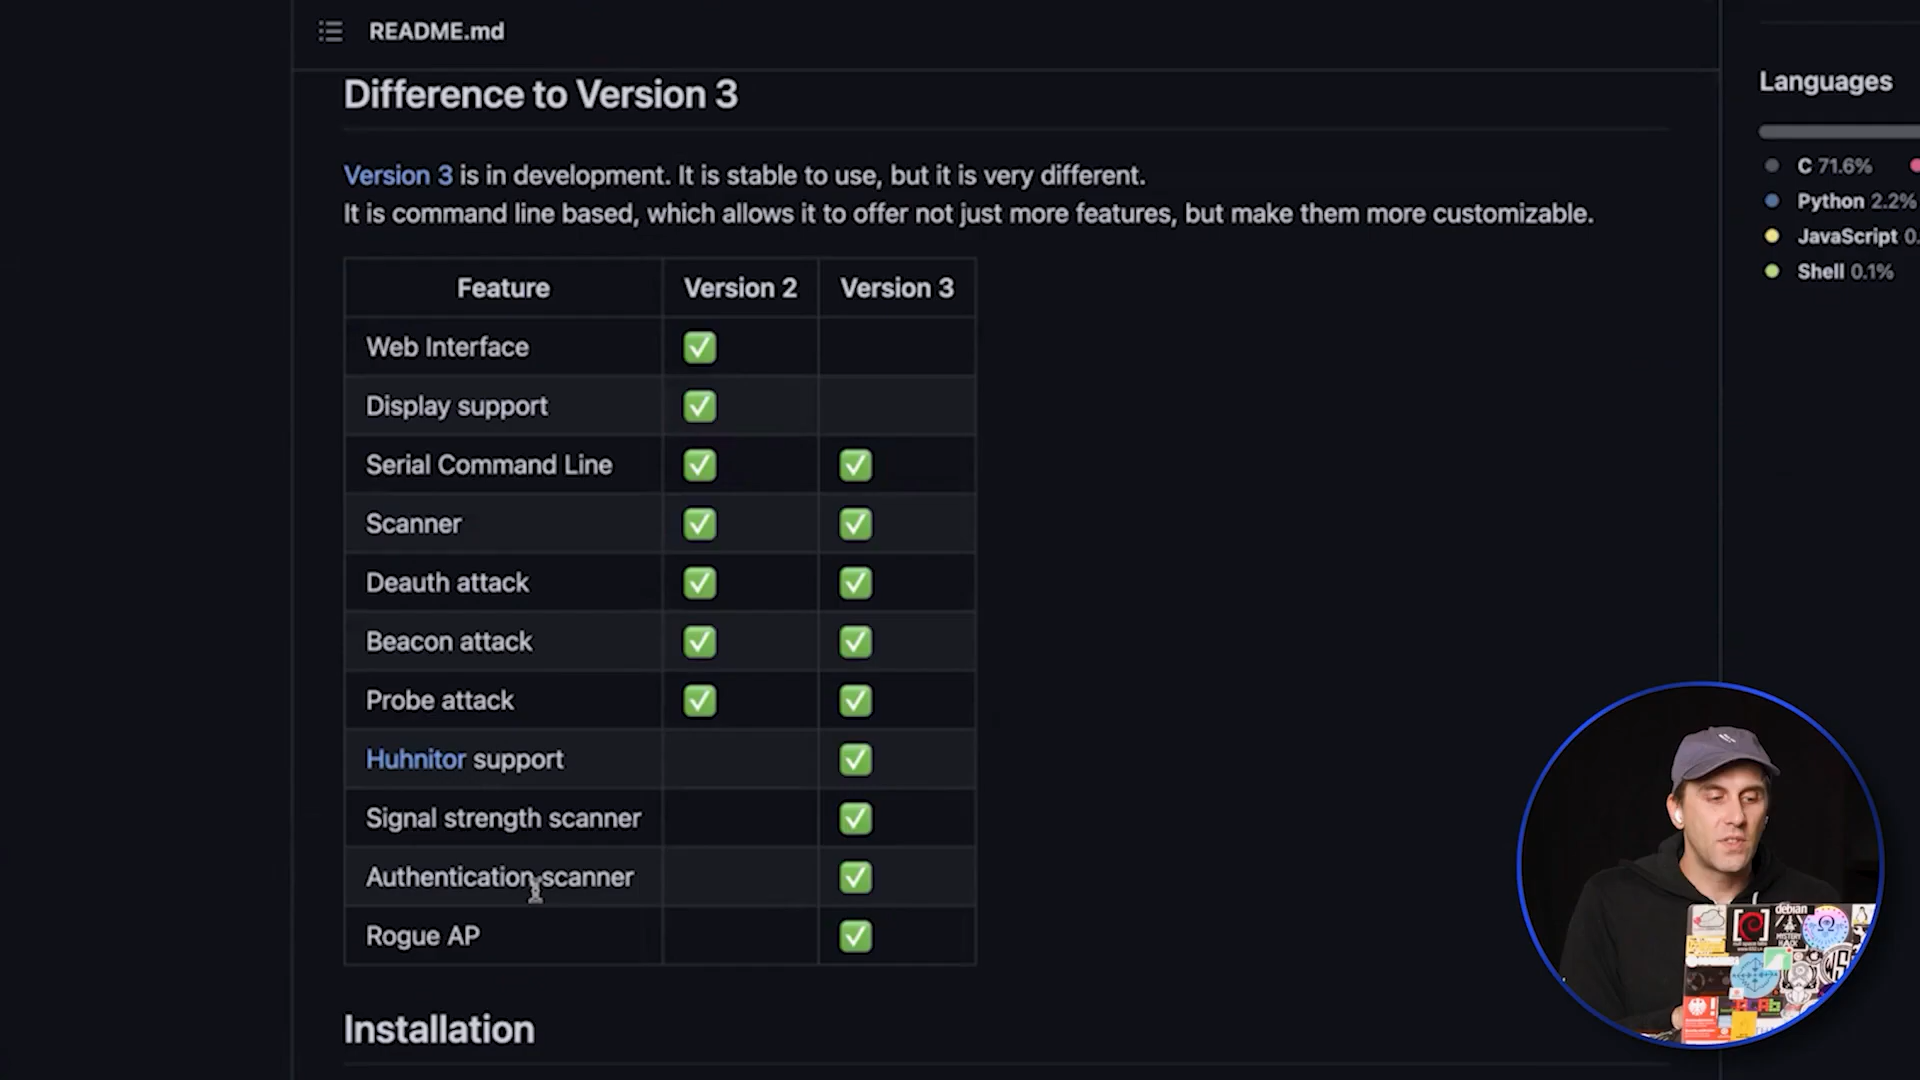 README.md
Difference to Version 3
Version 3 is in development. It is stable to use, but it is very different.
It is command line based, which allows it to offer not just more features, but make them more customizable.
Feature Version 2 Version 3
Web Interface ✅
Display support ✅
Serial Command Line ✅ ✅
Scanner ✅ ✅
Deauth attack ✅ ✅
Beacon attack ✅ ✅
Probe attack ✅ ✅
Huhnitor support ✅
Signal strength scanner ✅
Authentication scanner ✅
Rogue AP ✅
Installation
Languages
C 71.6%
Python 2.2%
JavaScript 0.
Shell 0.1%
debian
MYSTERY
HACK